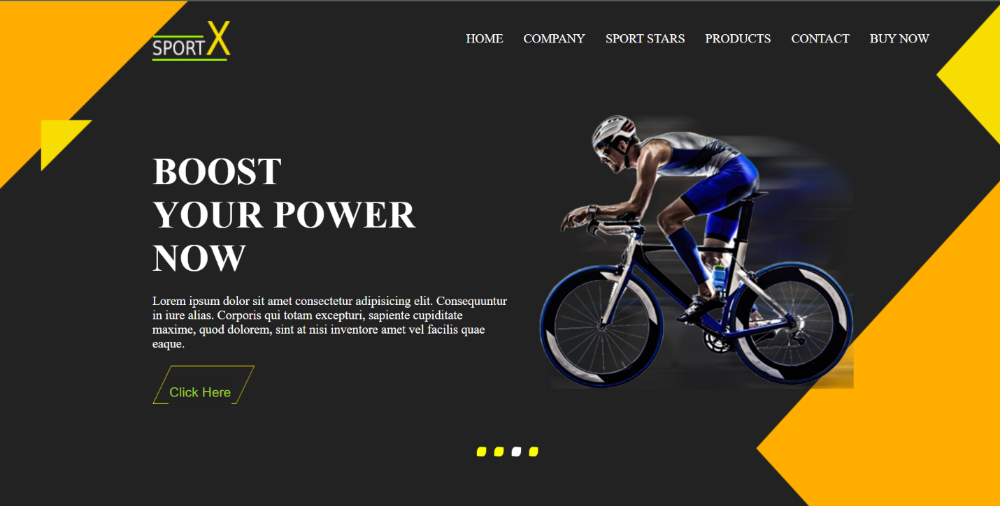 SPORT X
HOME COMPANY SPORT STARS PRODUCTS CONTACT BUY NOW
BOOST
YOUR POWER
NOW
Lorem ipsum dolor sit amet consectetur adipisicing elit. Consequuntur
in iure alias. Corporis qui totam excepturi, sapiente cupiditate
maxime, quod dolorem, sint at nisi inventore amet vel facilis quae
eaque.
Click Here